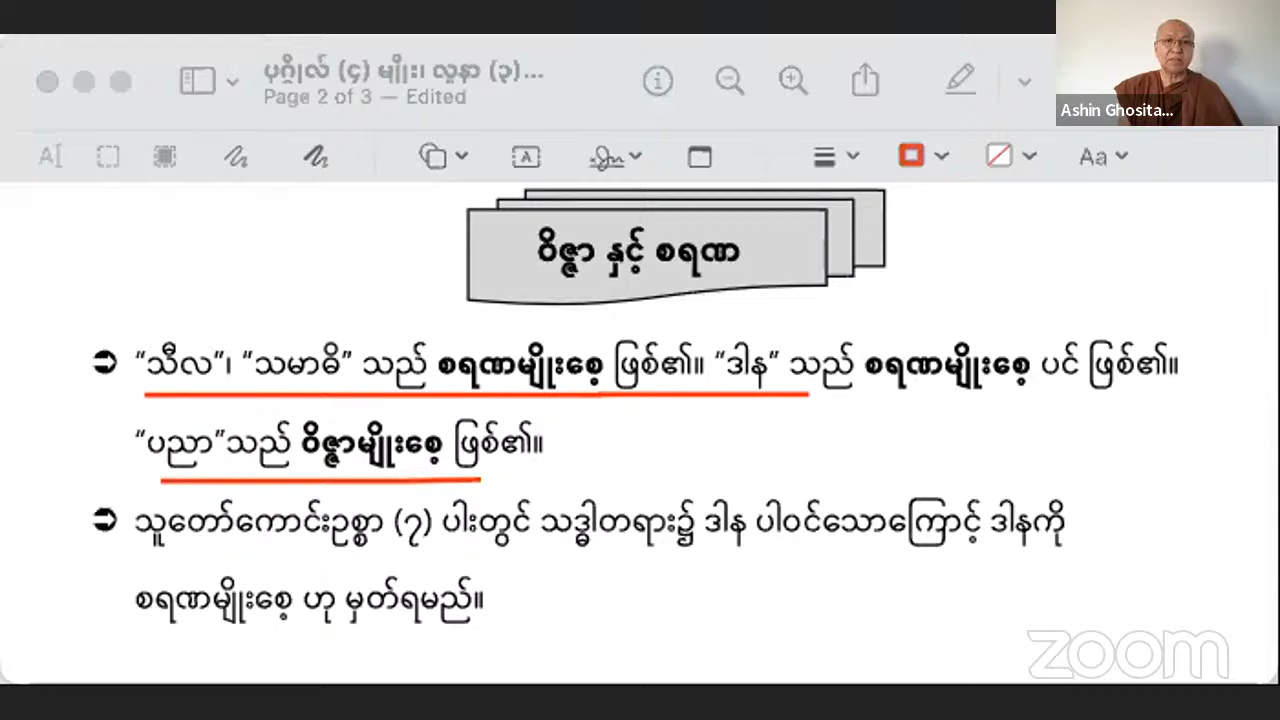 ပုဂ္ဂိုလ် (၄) မျိုး၊ လူနာ (၃)...
Page 2 of 3 — Edited
Ashin Ghosita...
Aa
ဝိဇ္ဇာ နှင့် စရဏ
➲ “သီလ”၊ “သမာဓိ” သည် စရဏမျိုးစေ့ ဖြစ်၏။ “ဒါန” သည် စရဏမျိုးစေ့ ပင် ဖြစ်၏။
“ပညာ”သည် ဝိဇ္ဇာမျိုးစေ့ ဖြစ်၏။
➲ သူတော်ကောင်းဥစ္စာ (၇) ပါးတွင် သဒ္ဓါတရား၌ ဒါန ပါဝင်သောကြောင့် ဒါနကို
စရဏမျိုးစေ့ ဟု မှတ်ရမည်။
zoom